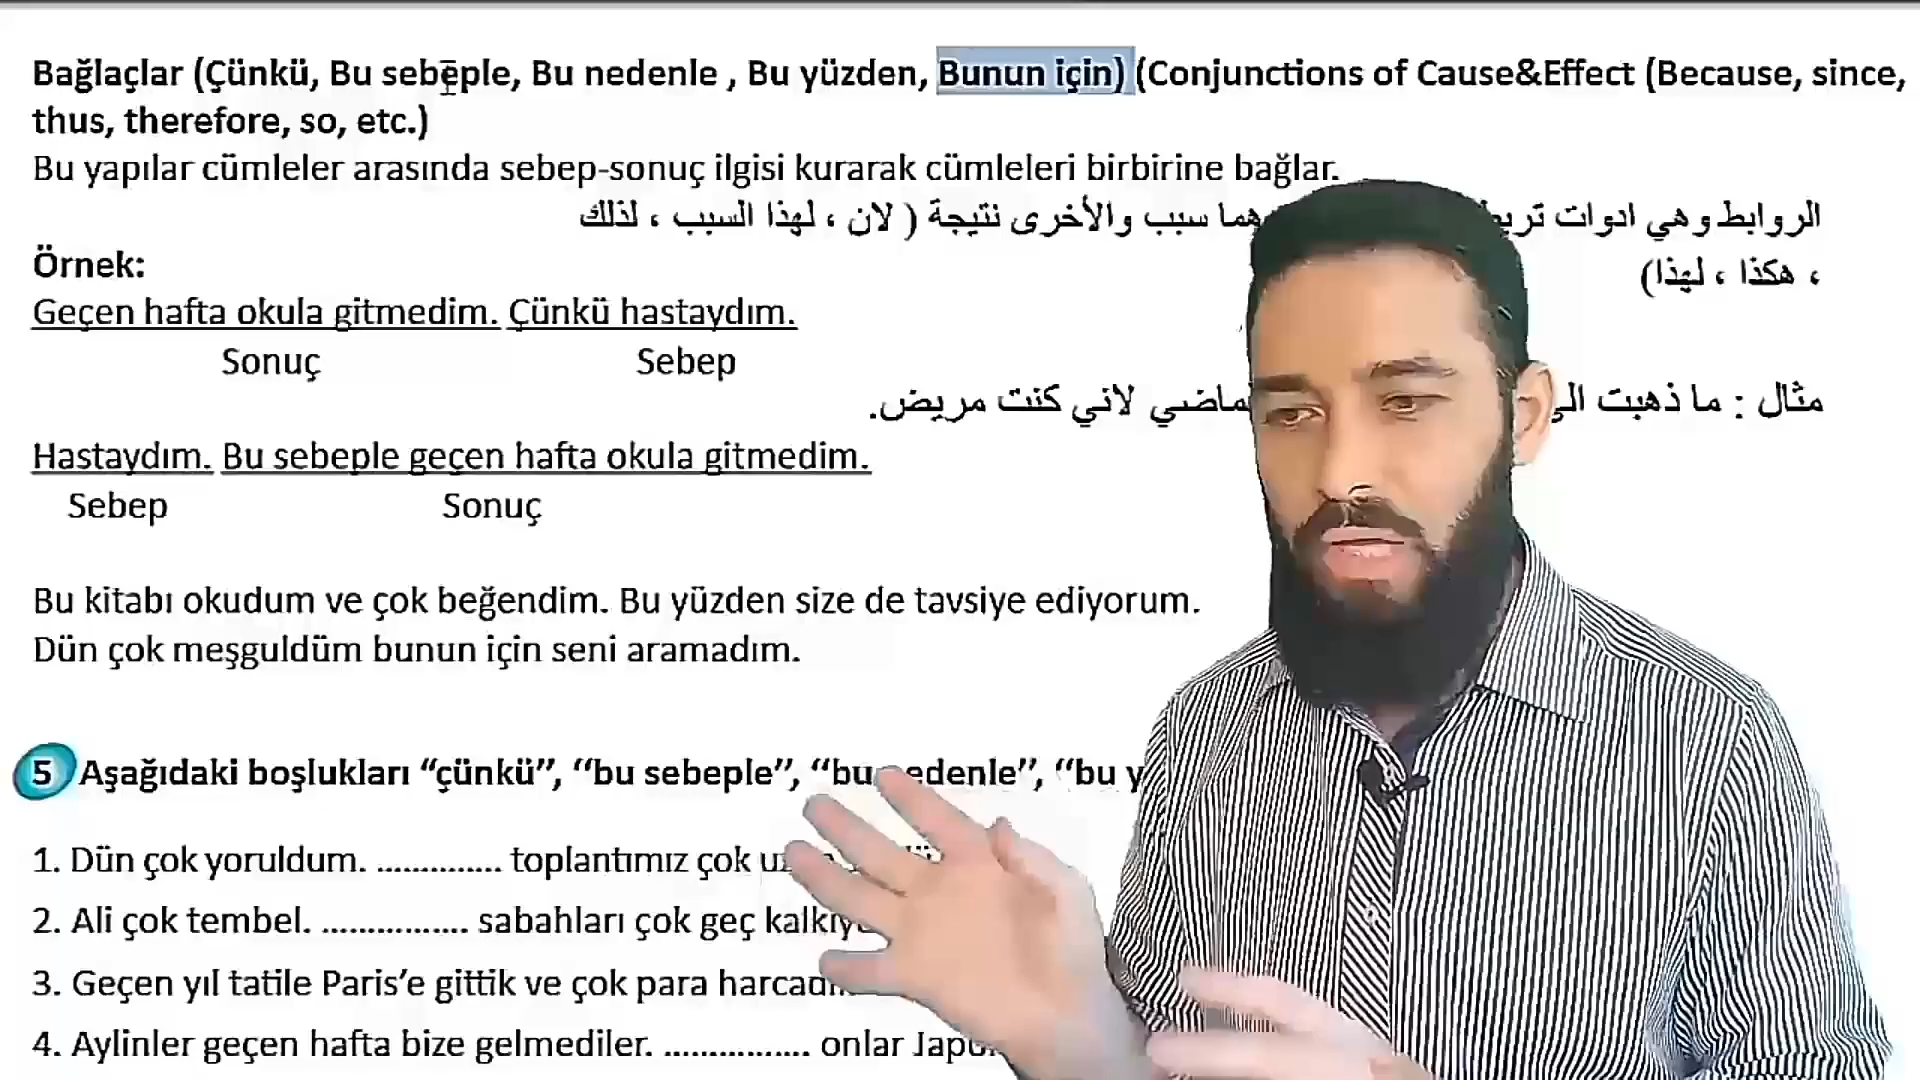 Bağlaçlar (Çünkü, Bu sebeple, Bu nedenle , Bu yüzden, Bunun için) (Conjunctions of Cause&Effect (Because, since,
thus, therefore, so, etc.)
Bu yapılar cümleler arasında sebep-sonuç ilgisi kurarak cümleleri birbirine bağlar.
الروابط وهي ادوات سبب والأخرى نتيجة ( لان ، لهذا السبب ، لذلك
، هكذا ، لهذا)
Örnek:
Geçen hafta okula gitmedim. Çünkü hastaydım.
Sonuç Sebep
مثال : ما ذهبت لاني كنت مريض.
Hastaydım. Bu sebeple geçen hafta okula gitmedim.
Sebep Sonuç
Bu kitabı okudum ve çok beğendim. Bu yüzden size de tavsiye ediyorum.
Dün çok meşguldüm bunun için seni aramadım.
5 Aşağıdaki boşlukları “çünkü”, “bu sebeple”, “bu nedenle”, “bu
1. Dün çok yoruldum. .............. toplantımız çok
2. Ali çok tembel. ................ sabahları çok geç
3. Geçen yıl tatile Paris’e gittik ve çok para
4. Aylinler geçen hafta bize gelmediler. ................ onlar